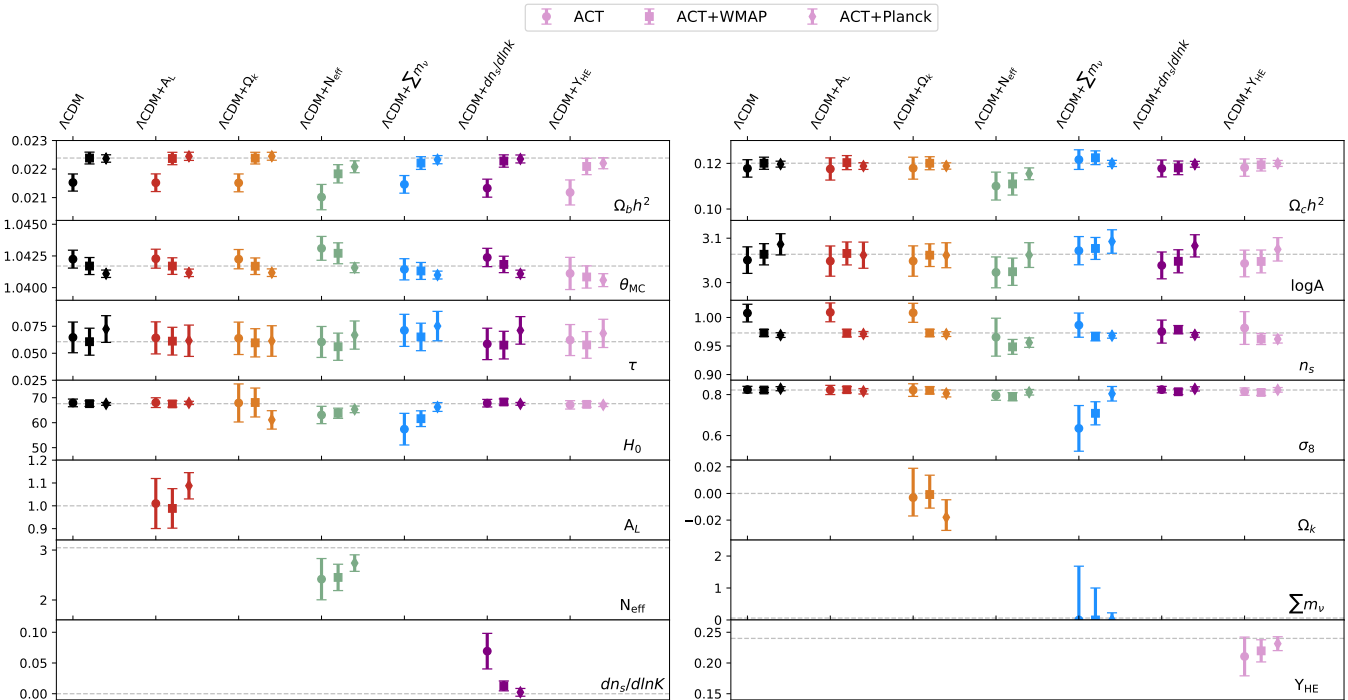 ACT ACT+WMAP ACT+Planck
ΛCDM ΛCDM+A_L ΛCDM+Ω_k ΛCDM+N_eff ΛCDM+∑m_ν ΛCDM+dn_s/dlnK ΛCDM+Y_HE
0.023
0.022
0.021
Ω_bh²
1.0450
1.0425
1.0400
θ_MC
0.075
0.050
0.025
τ
70
60
50
H_0
1.2
1.1
1.0
0.9
A_L
3
2
N_eff
0.10
0.05
0.00
dn_s/dlnK
ΛCDM ΛCDM+A_L ΛCDM+Ω_k ΛCDM+N_eff ΛCDM+∑m_ν ΛCDM+dn_s/dlnK ΛCDM+Y_HE
0.12
0.10
Ω_ch²
3.1
3.0
logA
1.00
0.95
0.90
n_s
0.8
0.6
σ_8
0.02
0.00
−0.02
Ω_k
2
1
0
∑m_ν
0.25
0.20
0.15
Y_HE